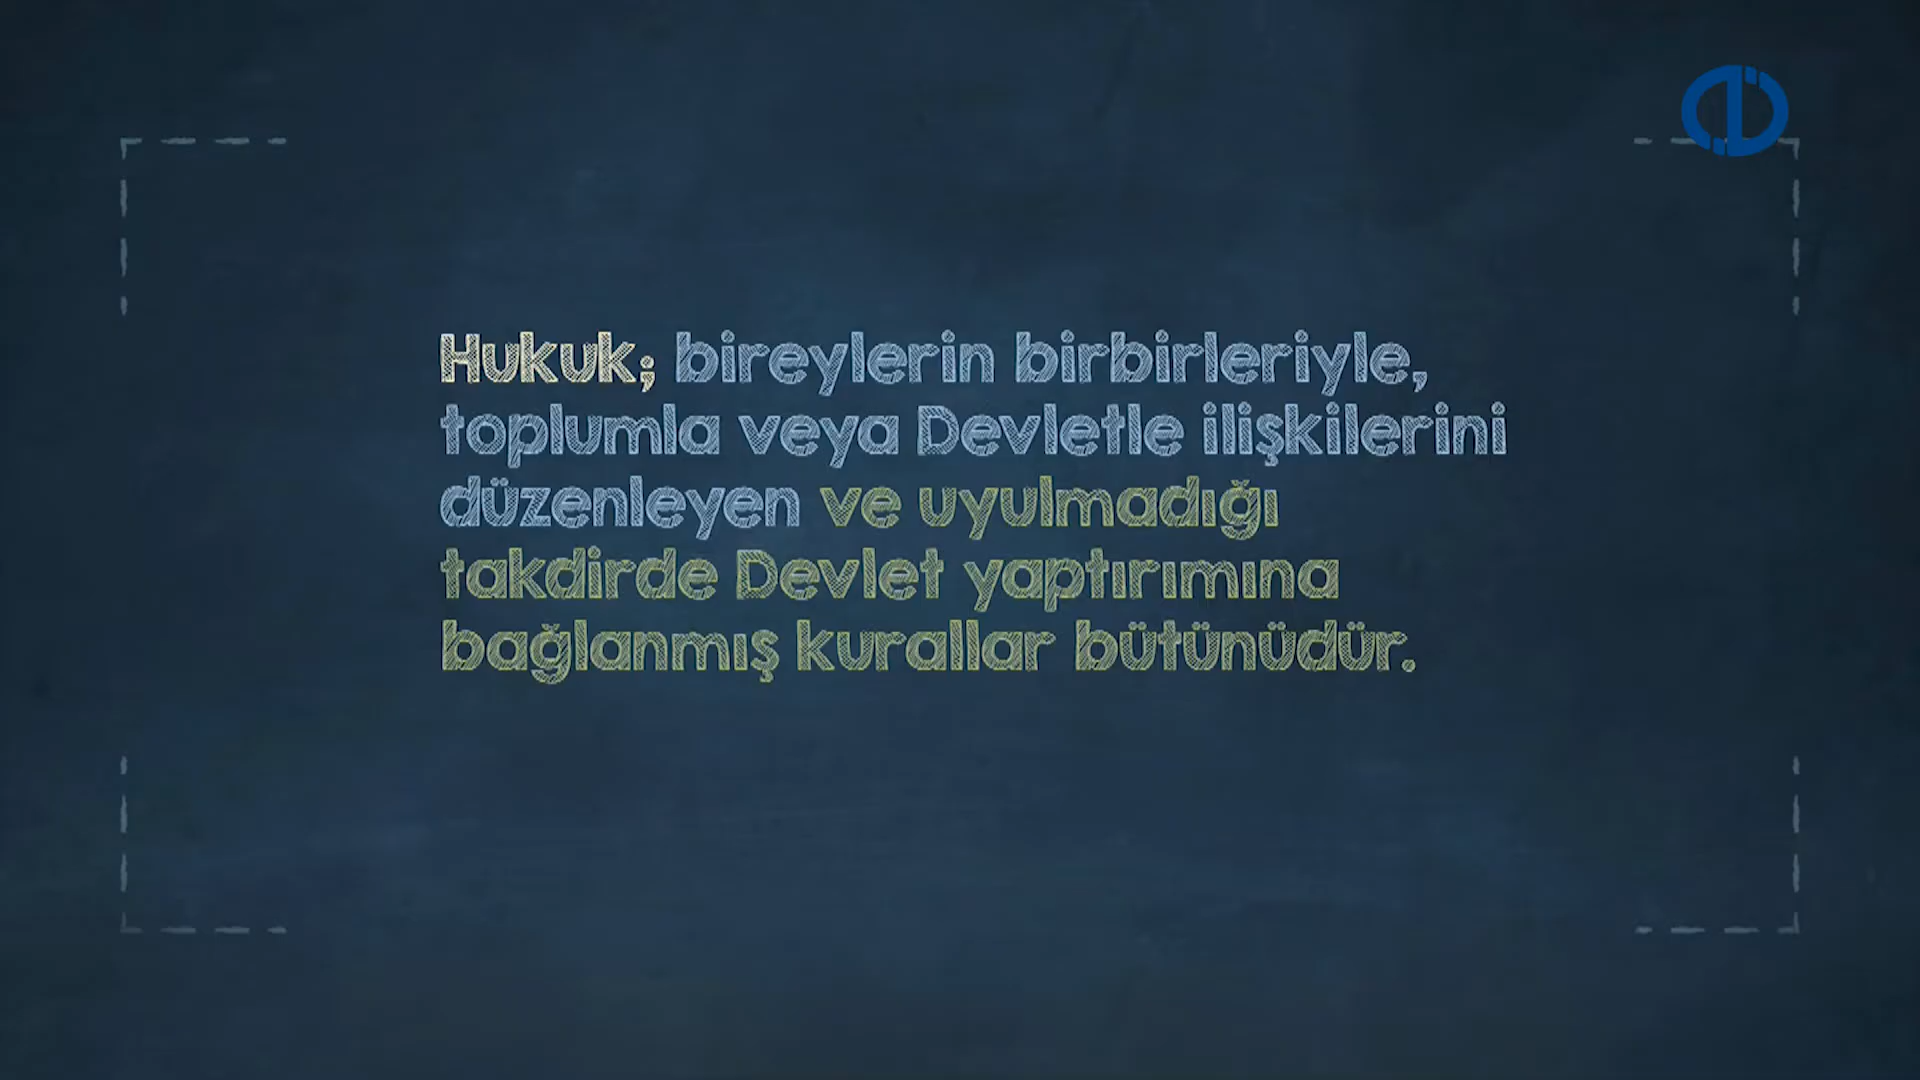 Hukuk; bireylerin birbirleriyle,
toplumla veya Devletle ilişkilerini
düzenleyen ve uyulmadığı
takdirde Devlet yaptırımına
bağlanmış kurallar bütünüdür.